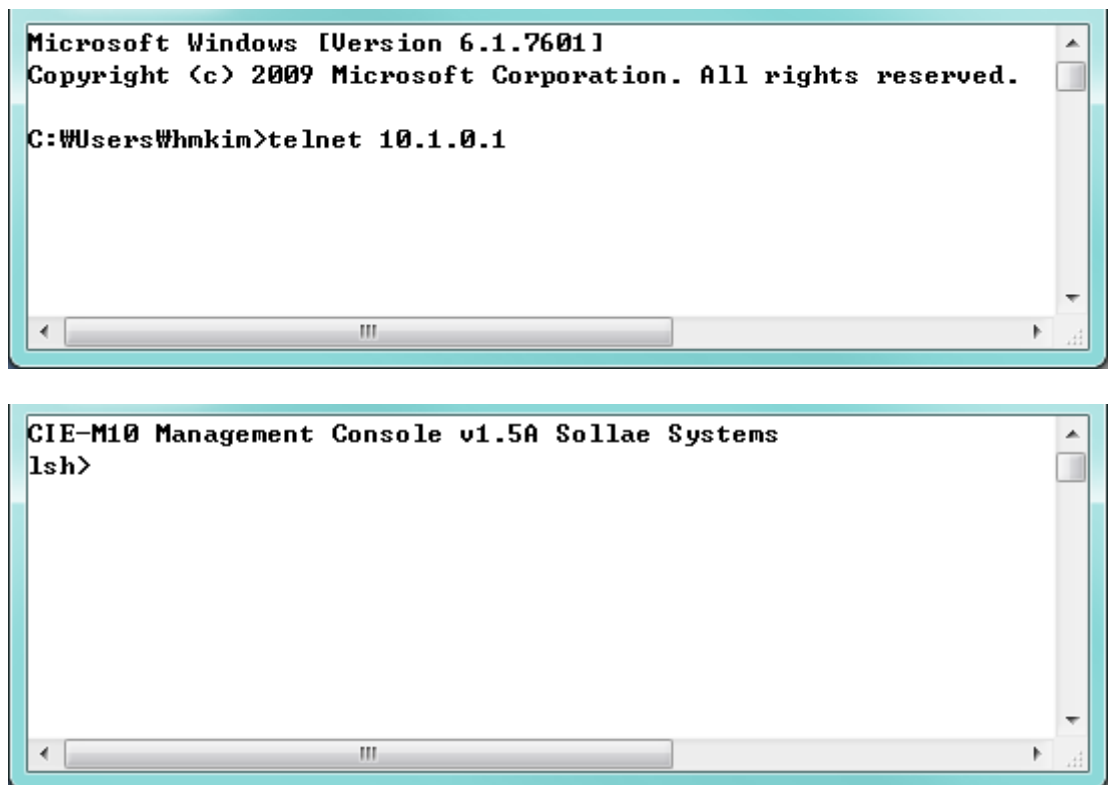 Microsoft Windows [Version 6.1.7601]
Copyright (c) 2009 Microsoft Corporation. All rights reserved.
C:₩Users₩hmkim>telnet 10.1.0.1
CIE-M10 Management Console v1.5A Sollae Systems
lsh>